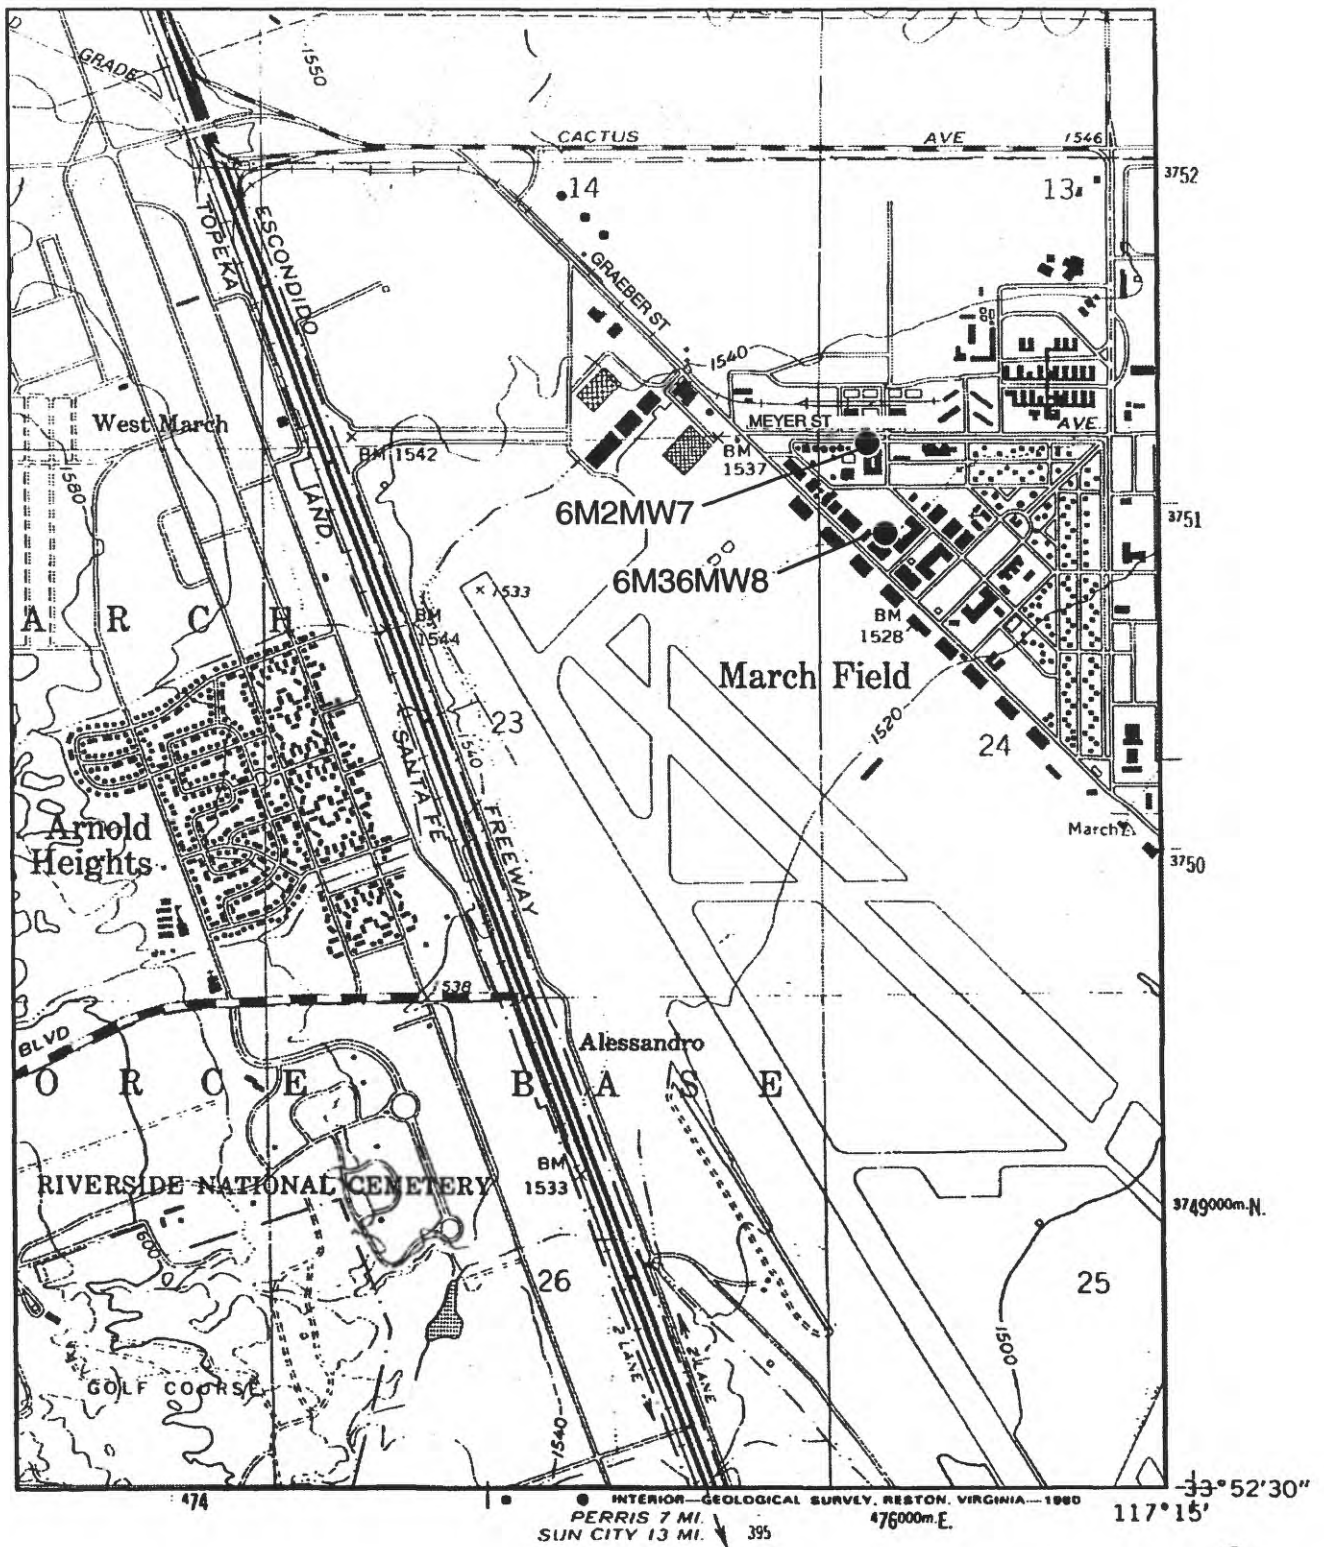 GRADE
1550
CACTUS AVE 1546
3752
14
13
TOPEKA
ESCONDIDO
GRAEBER ST
1540
West March
MEYER ST
AVE
BM 1542
BM
1537
1580
AND
6M2MW7
3751
6M36MW8
×1533
A R C H
BM
1544
BM
1528
March Field
23
1540
SANTA FE
1520
24
FREEWAY
Arnold
Heights
March
3750
1538
BLVD
Alessandro
O R C E B A S E
BM
1533
RIVERSIDE NATIONAL CEMETERY
3749000m.N.
600
26
25
1500
2 LANE
2 LANE
GOLF COURSE
1540
33°52'30"
474
INTERIOR—GEOLOGICAL SURVEY, RESTON, VIRGINIA—1980
117°15'
PERRIS 7 MI.
476000m.E.
SUN CITY 13 MI.
395